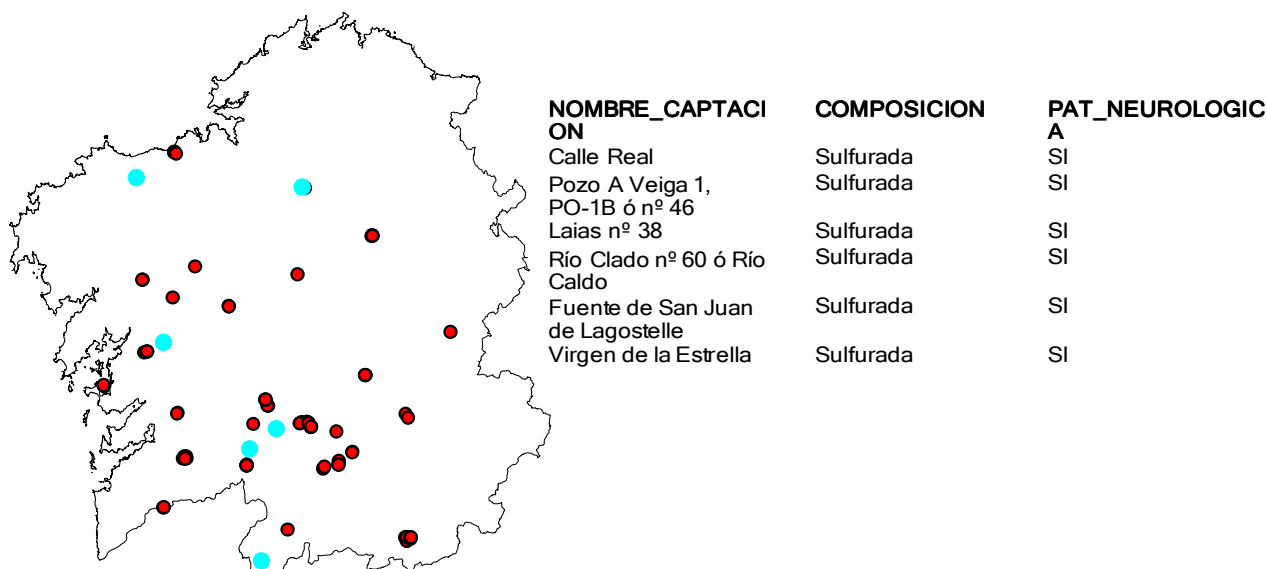 NOMBRE_CAPTACI COMPOSICION PAT_NEUROLOGIC
ON A
Calle Real Sulfurada SI
Pozo A Veiga 1, Sulfurada SI
PO-1B ó nº 46
Laias nº 38 Sulfurada SI
Río Clado nº 60 ó Río Sulfurada SI
Caldo
Fuente de San Juan Sulfurada SI
de Lagostelle
Virgen de la Estrella Sulfurada SI